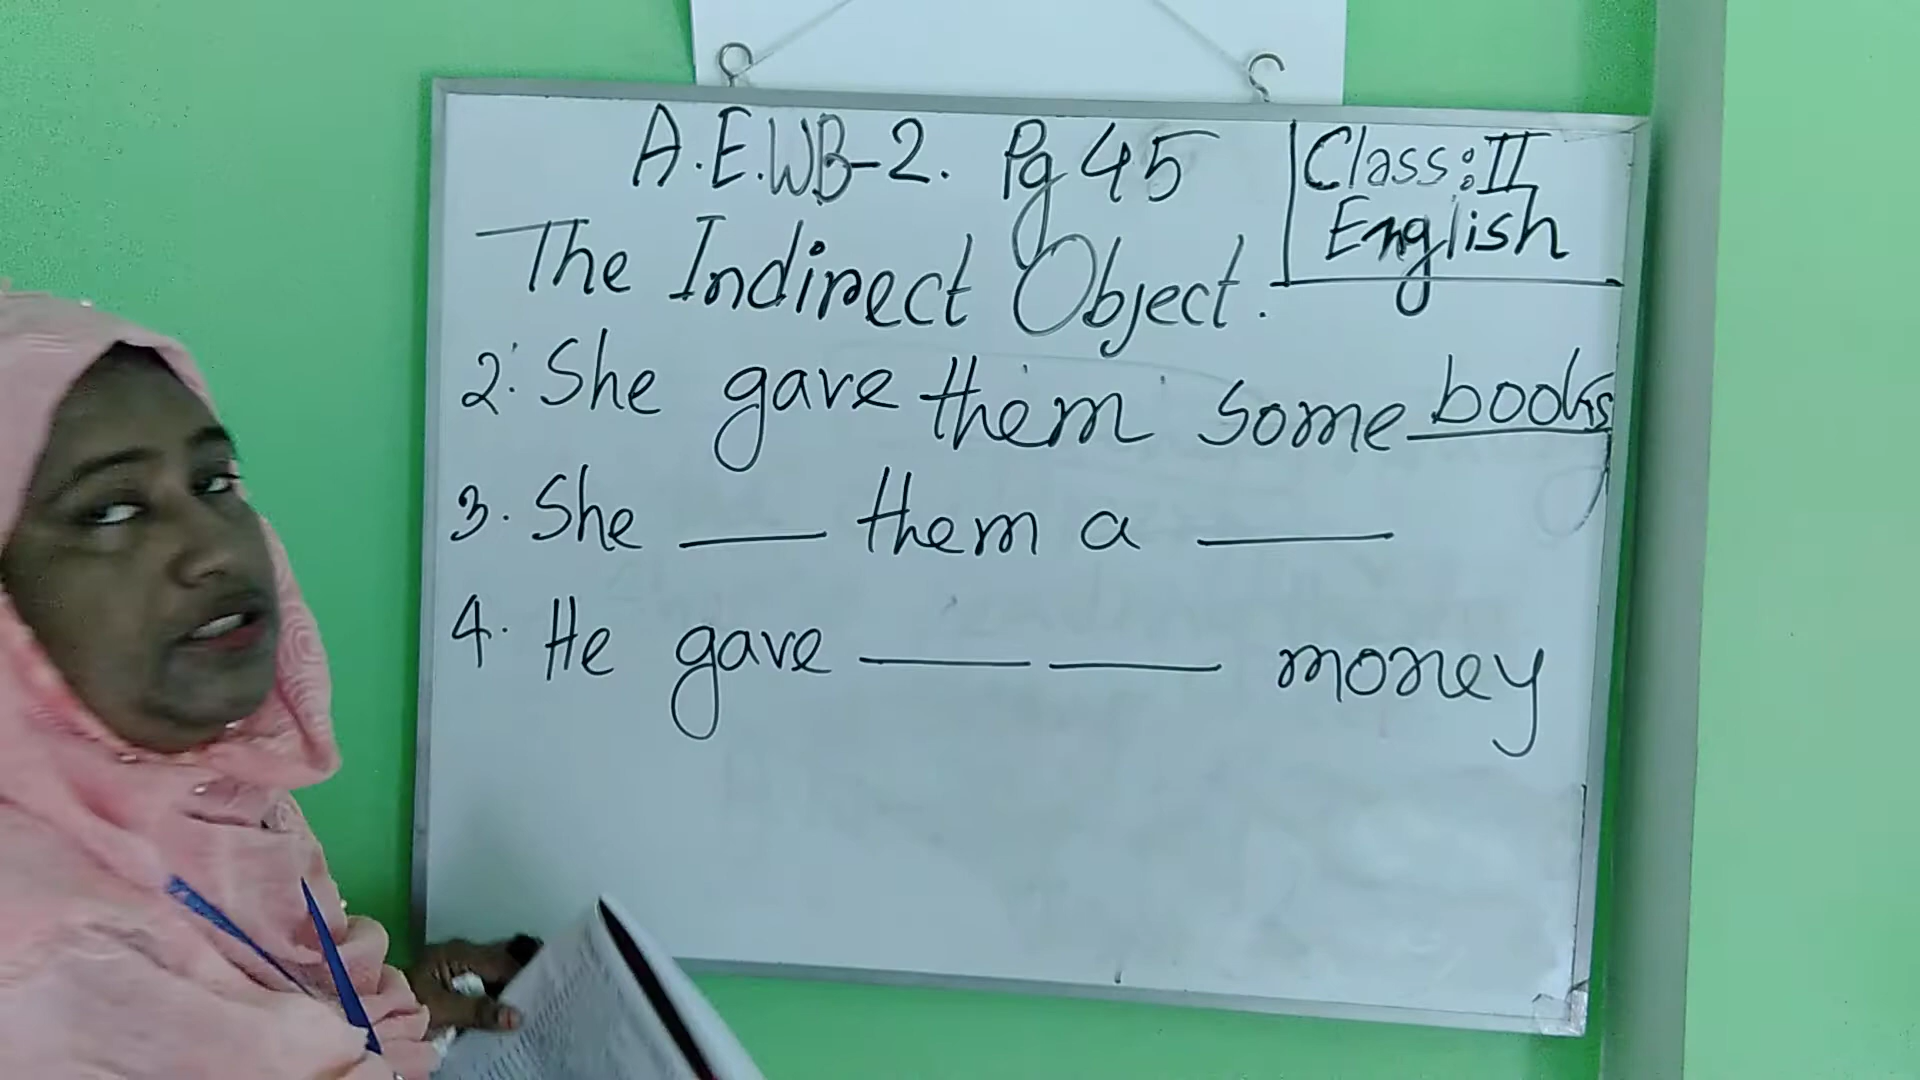 A.E.WB-2. Pg 45
Class: II
English
The Indirect Object.
2. She gave them some books
3. She ___ them a ___
4. He gave ___ ___ money